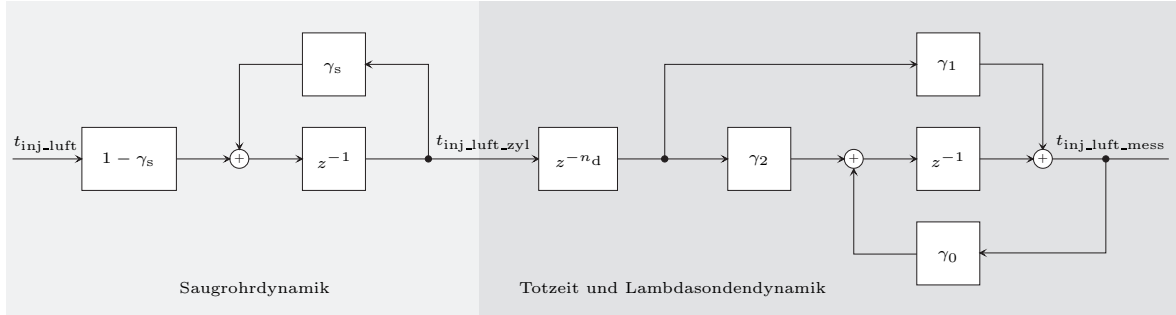 γ_s
γ_1
t_inj_luft
1 − γ_s
+
z^{−1}
t_inj_luft_zyl
z^{−n_d}
γ_2
+
z^{−1}
+
t_inj_luft_mess
γ_0
Saugrohrdynamik
Totzeit und Lambdasondendynamik